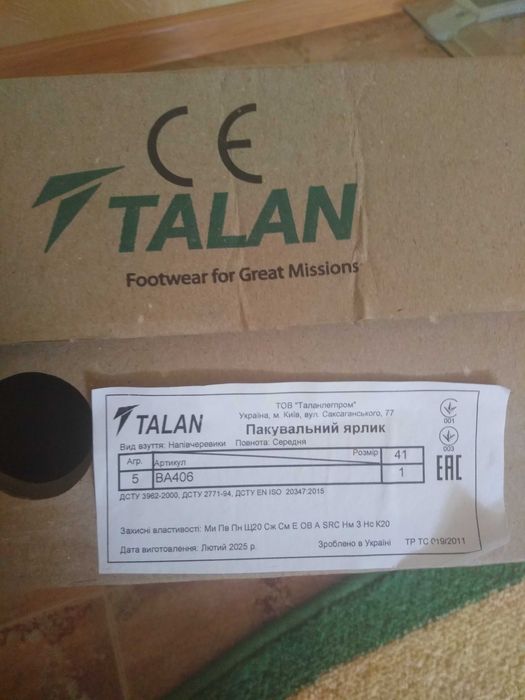 CE
TALAN
Footwear for Great Missions
TALAN
ТОВ "Таланлегпром"
Україна, м. Київ, вул. Саксаганського, 77
Пакувальний ярлик
001
003
EAC
Вид взуття: Напівчеревики Повнота: Середня
Агр. Артикул Розмір 41
5 ВА406 1
ДСТУ 3962-2000, ДСТУ 2771-94, ДСТУ EN ISO 20347:2015
Захисні властивості: Ми Пв Пн Щ20 Сж См Е ОВ А SRC Нм З Нс К20
Дата виготовлення: Лютий 2025 р. Зроблено в Україні ТР ТС 019/2011